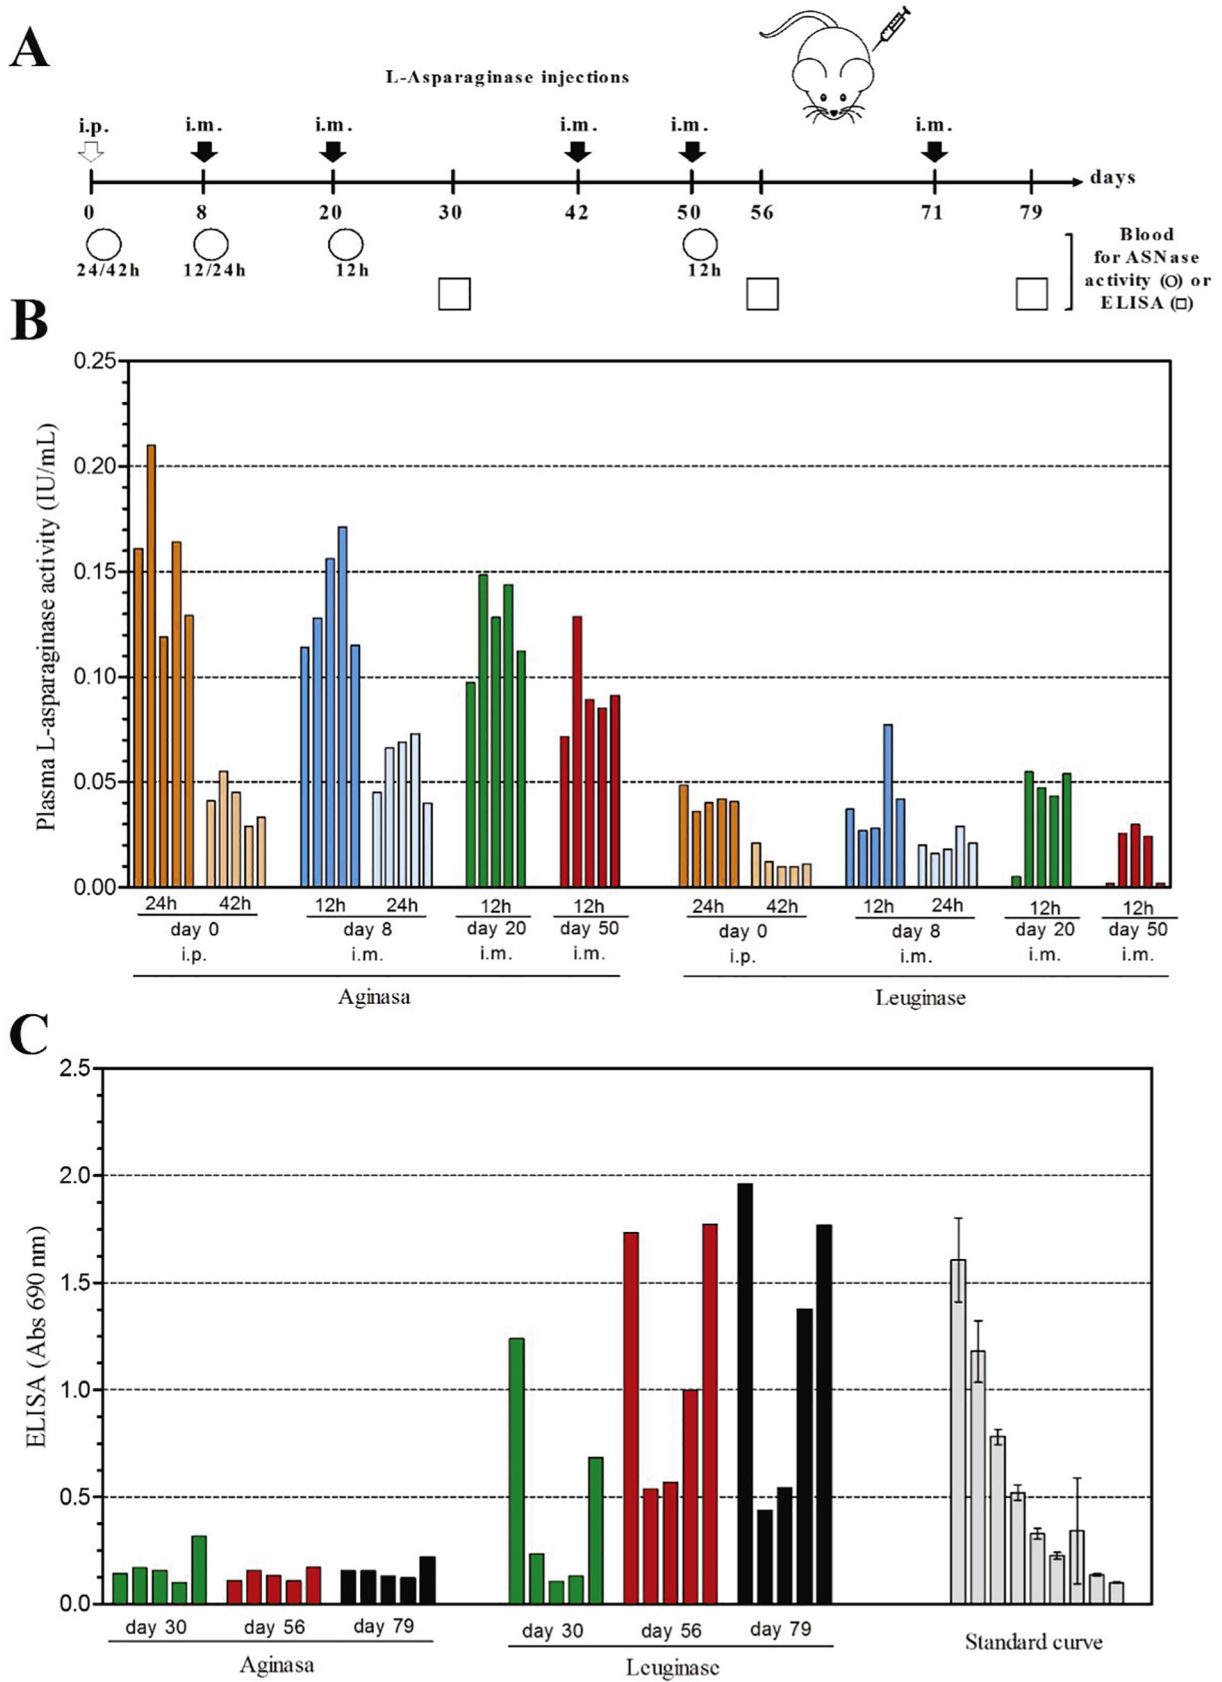 A
L-Asparaginase injections
i.p. i.m. i.m. i.m. i.m. i.m.
days
0 8 20 30 42 50 56 71 79
24/42h 12/24h 12h 12h
Blood
for ASNase
activity (O) or
ELISA (□)
B
Plasma L-asparaginase activity (IU/mL)
0.25
0.20
0.15
0.10
0.05
0.00
24h 42h 12h 24h 12h 12h 24h 42h 12h 24h 12h 12h
day 0 day 8 day 20 day 50 day 0 day 8 day 20 day 50
i.p. i.m. i.m. i.m. i.p. i.m. i.m. i.m.
Aginasa Leuginase
C
ELISA (Abs 690 nm)
2.5
2.0
1.5
1.0
0.5
0.0
day 30 day 56 day 79 day 30 day 56 day 79
Aginasa Leuginase Standard curve